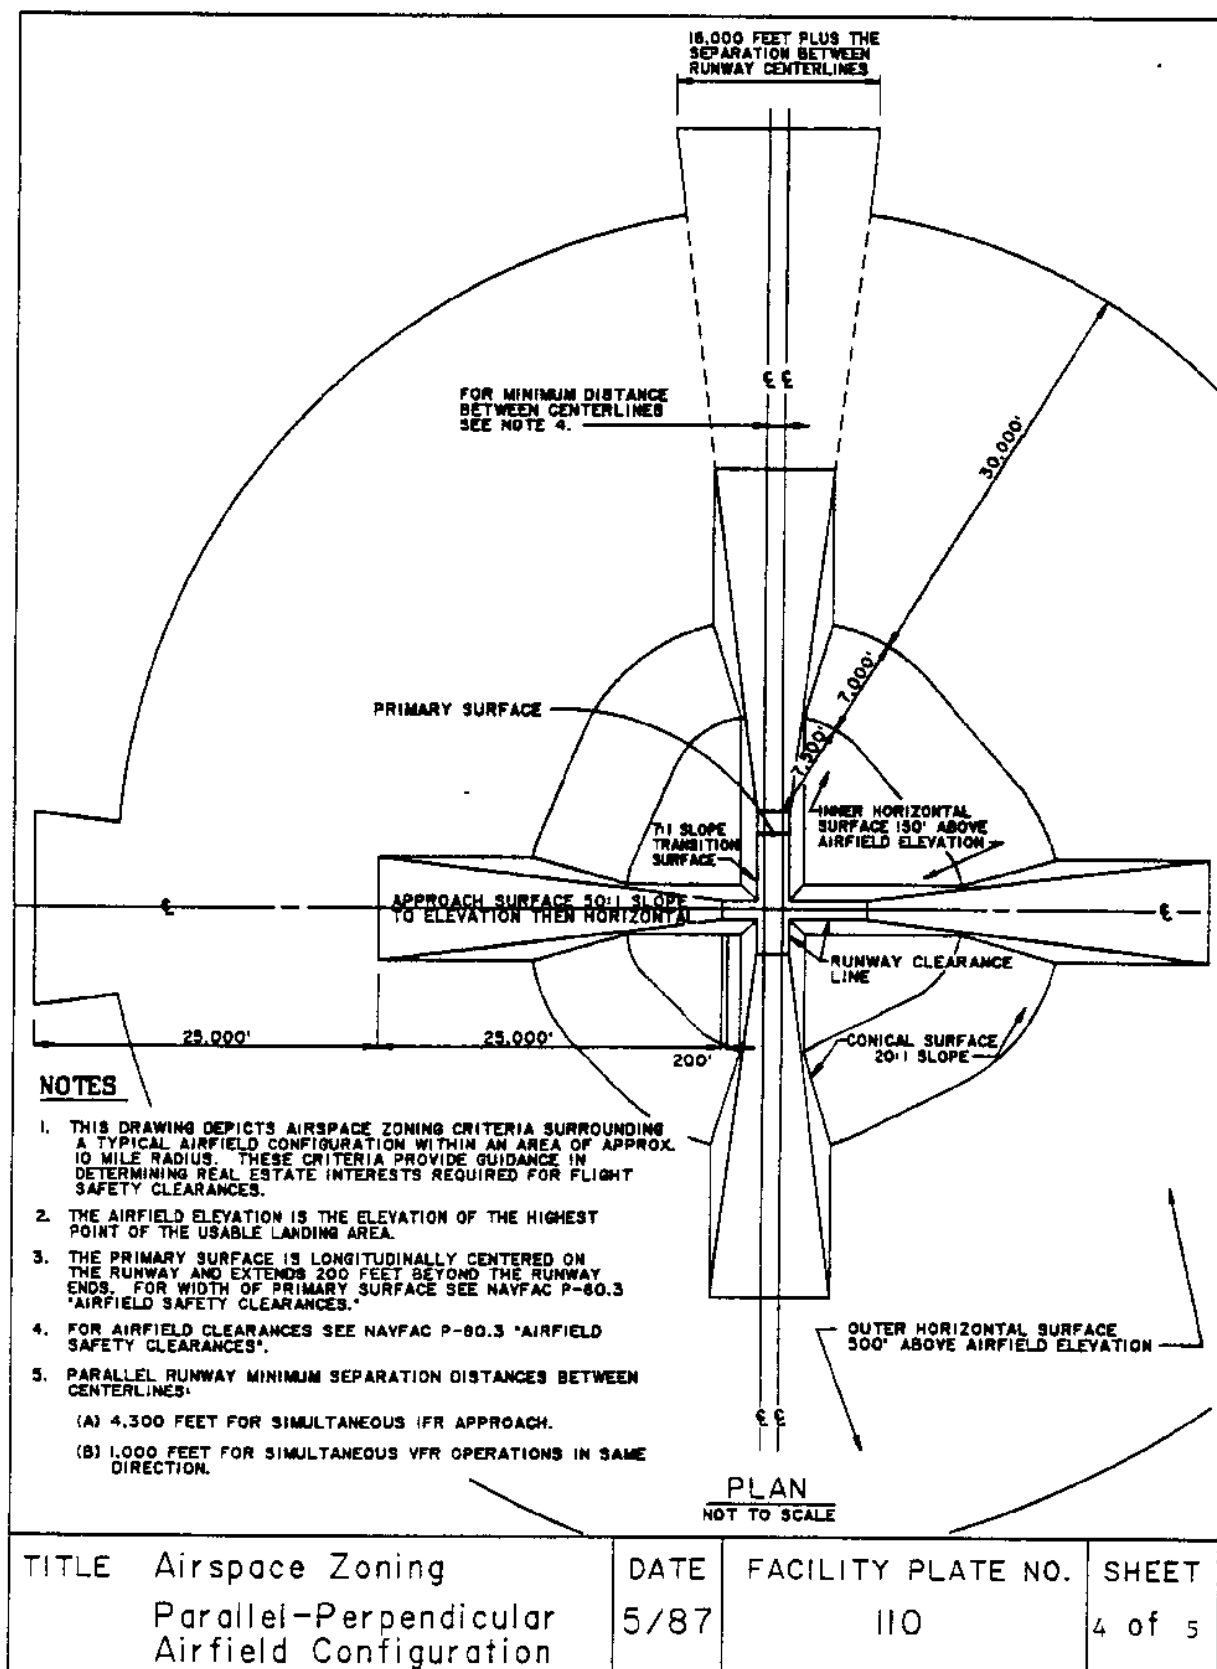 16,000 FEET PLUS THE
SEPARATION BETWEEN
RUNWAY CENTERLINES
FOR MINIMUM DISTANCE
BETWEEN CENTERLINES
SEE NOTE 4.
30,000'
7,000'
7,500'
PRIMARY SURFACE
7:1 SLOPE
TRANSITION
SURFACE
INNER HORIZONTAL
SURFACE 150' ABOVE
AIRFIELD ELEVATION
APPROACH SURFACE 50:1 SLOPE
TO ELEVATION THEN HORIZONTAL
RUNWAY CLEARANCE
LINE
25,000'
25,000'
200'
CONICAL SURFACE
20:1 SLOPE
NOTES
1. THIS DRAWING DEPICTS AIRSPACE ZONING CRITERIA SURROUNDING
A TYPICAL AIRFIELD CONFIGURATION WITHIN AN AREA OF APPROX.
10 MILE RADIUS. THESE CRITERIA PROVIDE GUIDANCE IN
DETERMINING REAL ESTATE INTERESTS REQUIRED FOR FLIGHT
SAFETY CLEARANCES.
2. THE AIRFIELD ELEVATION IS THE ELEVATION OF THE HIGHEST
POINT OF THE USABLE LANDING AREA.
3. THE PRIMARY SURFACE IS LONGITUDINALLY CENTERED ON
THE RUNWAY AND EXTENDS 200 FEET BEYOND THE RUNWAY
ENDS. FOR WIDTH OF PRIMARY SURFACE SEE NAVFAC P-80.3
"AIRFIELD SAFETY CLEARANCES."
4. FOR AIRFIELD CLEARANCES SEE NAVFAC P-80.3 "AIRFIELD
SAFETY CLEARANCES".
5. PARALLEL RUNWAY MINIMUM SEPARATION DISTANCES BETWEEN
CENTERLINES:
(A) 4,300 FEET FOR SIMULTANEOUS IFR APPROACH.
(B) 1,000 FEET FOR SIMULTANEOUS VFR OPERATIONS IN SAME
DIRECTION.
OUTER HORIZONTAL SURFACE
500' ABOVE AIRFIELD ELEVATION
PLAN
NOT TO SCALE
TITLE Airspace Zoning
Parallel-Perpendicular
Airfield Configuration
DATE
5/87
FACILITY PLATE NO.
110
SHEET
4 of 5